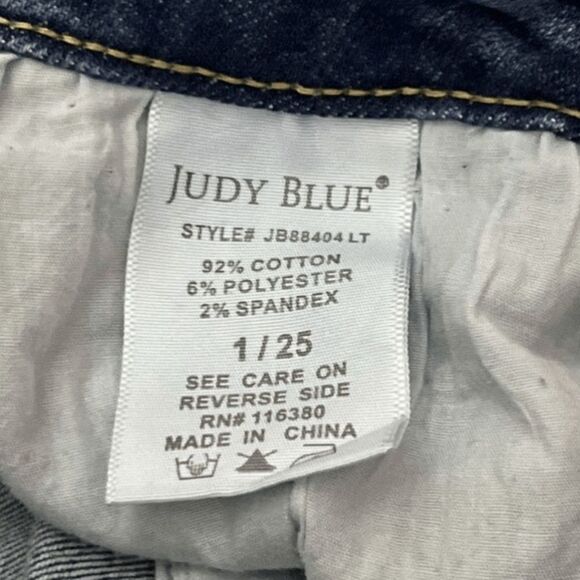 JUDY BLUE®
STYLE# JB88404 LT
92% COTTON
6% POLYESTER
2% SPANDEX
1 / 25
SEE CARE ON
REVERSE SIDE
RN# 116380
MADE IN CHINA